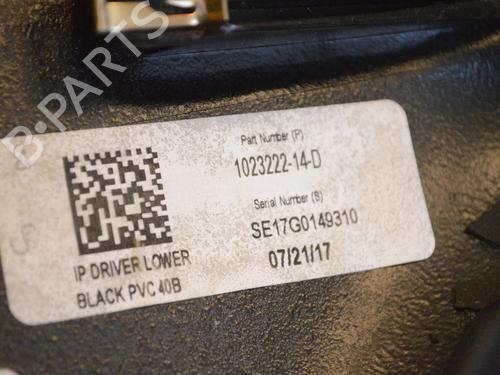 B-PARTS
Part Number (P)
1023222-14-D
Serial Number (S)
SE17G0149310
07/21/17
IP DRIVER LOWER
BLACK PVC 40B